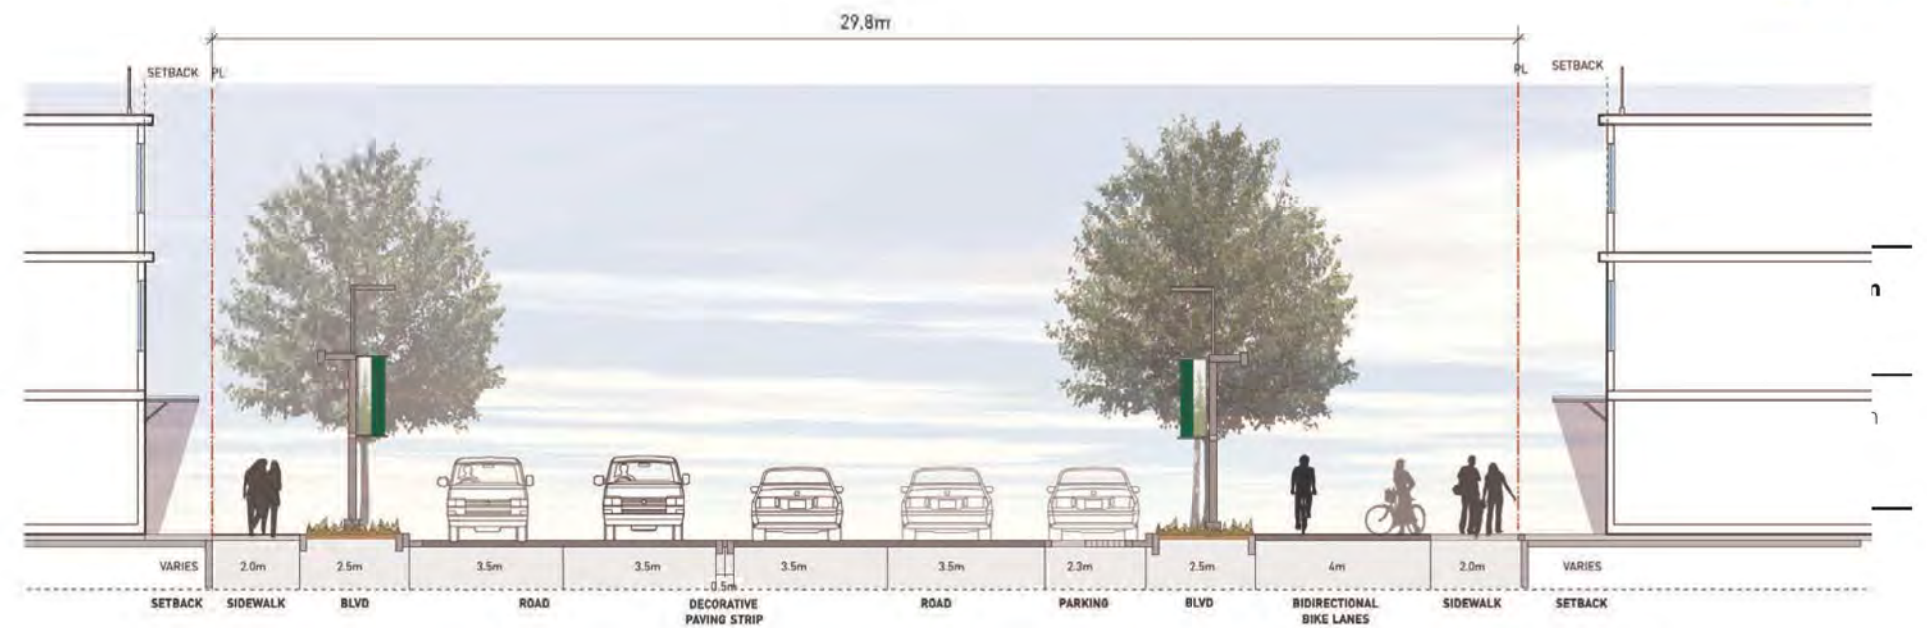 29.8m
SETBACK PL
PL SETBACK
n
VARIES 2.0m 2.5m 3.5m 3.5m 0.5m 3.5m 3.5m 2.3m 2.5m 4m 2.0m VARIES
SETBACK SIDEWALK BLVD ROAD DECORATIVE ROAD PARKING BLVD BIDIRECTIONAL SIDEWALK SETBACK
PAVING STRIP BIKE LANES